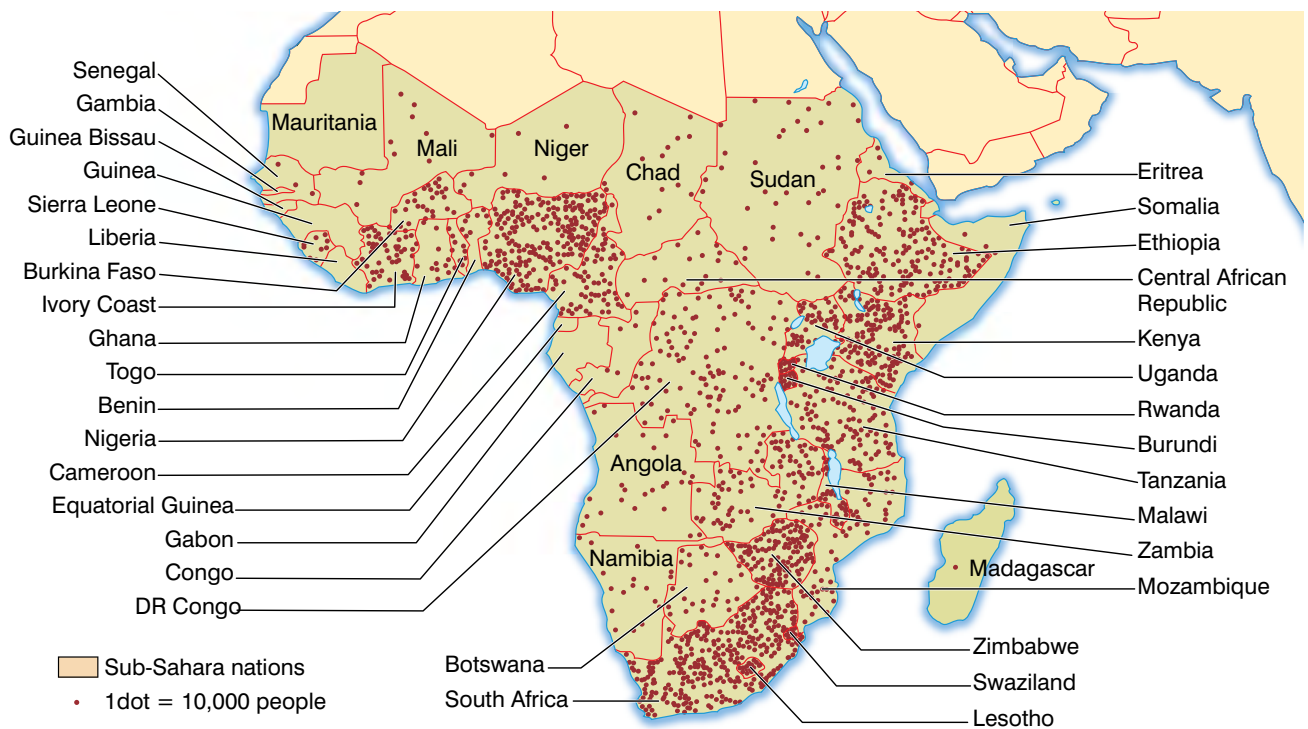 Senegal
Gambia
Guinea Bissau
Guinea
Sierra Leone
Liberia
Burkina Faso
Ivory Coast
Ghana
Togo
Benin
Nigeria
Cameroon
Equatorial Guinea
Gabon
Congo
DR Congo
Mauritania
Mali
Niger
Chad
Sudan
Angola
Namibia
Madagascar
Eritrea
Somalia
Ethiopia
Central African
Republic
Kenya
Uganda
Rwanda
Burundi
Tanzania
Malawi
Zambia
Mozambique
Zimbabwe
Swaziland
Lesotho
Botswana
South Africa
Sub-Sahara nations
1dot = 10,000 people